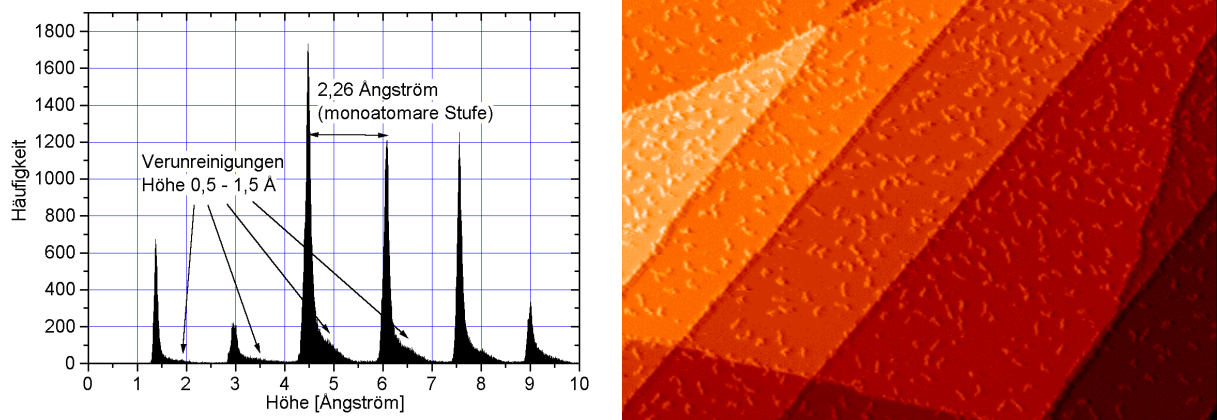 1800
1600
1400
1200
1000
800
600
400
200
0
Häufigkeit
2,26 Ångström
(monoatomare Stufe)
Verunreinigungen
Höhe 0,5 - 1,5 Å
0 1 2 3 4 5 6 7 8 9 10
Höhe [Ångström]